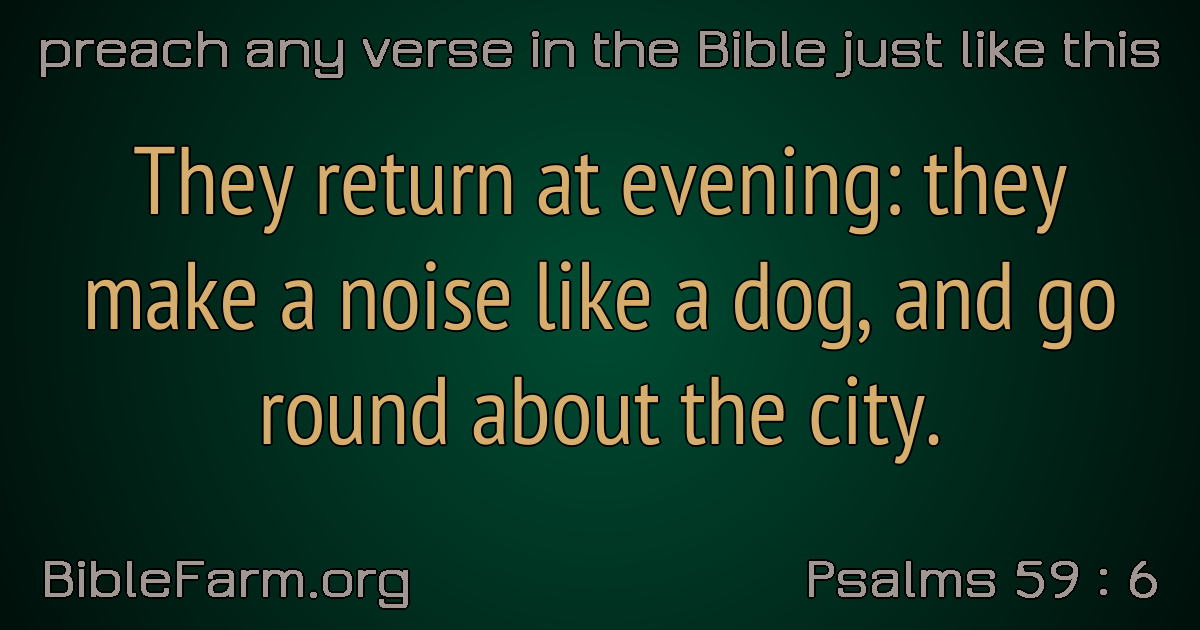 preach any verse in the Bible just like this
They return at evening: they
make a noise like a dog, and go
round about the city.
BibleFarm.org
Psalms 59 : 6